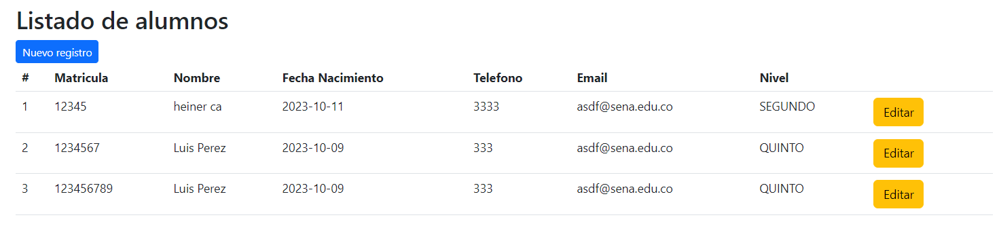 Listado de alumnos
Nuevo registro
# Matricula Nombre Fecha Nacimiento Telefono Email Nivel
1 12345 heiner ca 2023-10-11 3333 asdf@sena.edu.co SEGUNDO Editar
2 1234567 Luis Perez 2023-10-09 333 asdf@sena.edu.co QUINTO Editar
3 123456789 Luis Perez 2023-10-09 333 asdf@sena.edu.co QUINTO Editar